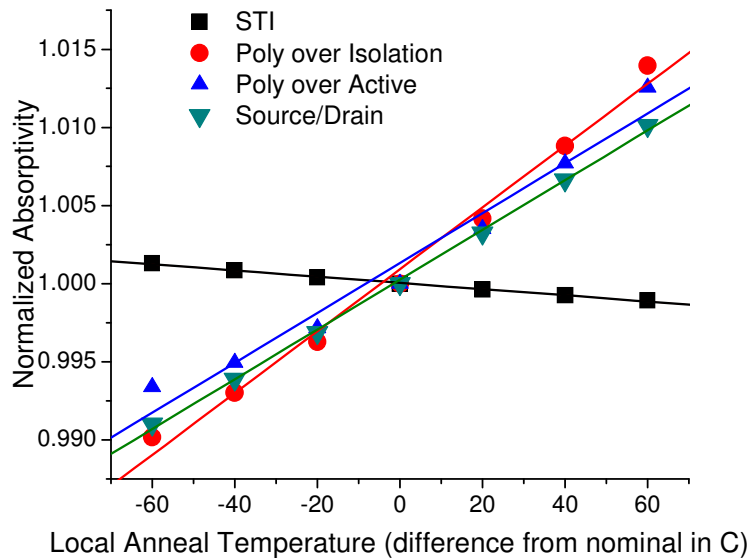 STI
Poly over Isolation
Poly over Active
Source/Drain
Normalized Absorptivity
1.015
1.010
1.005
1.000
0.995
0.990
-60 -40 -20 0 20 40 60
Local Anneal Temperature (difference from nominal in C)